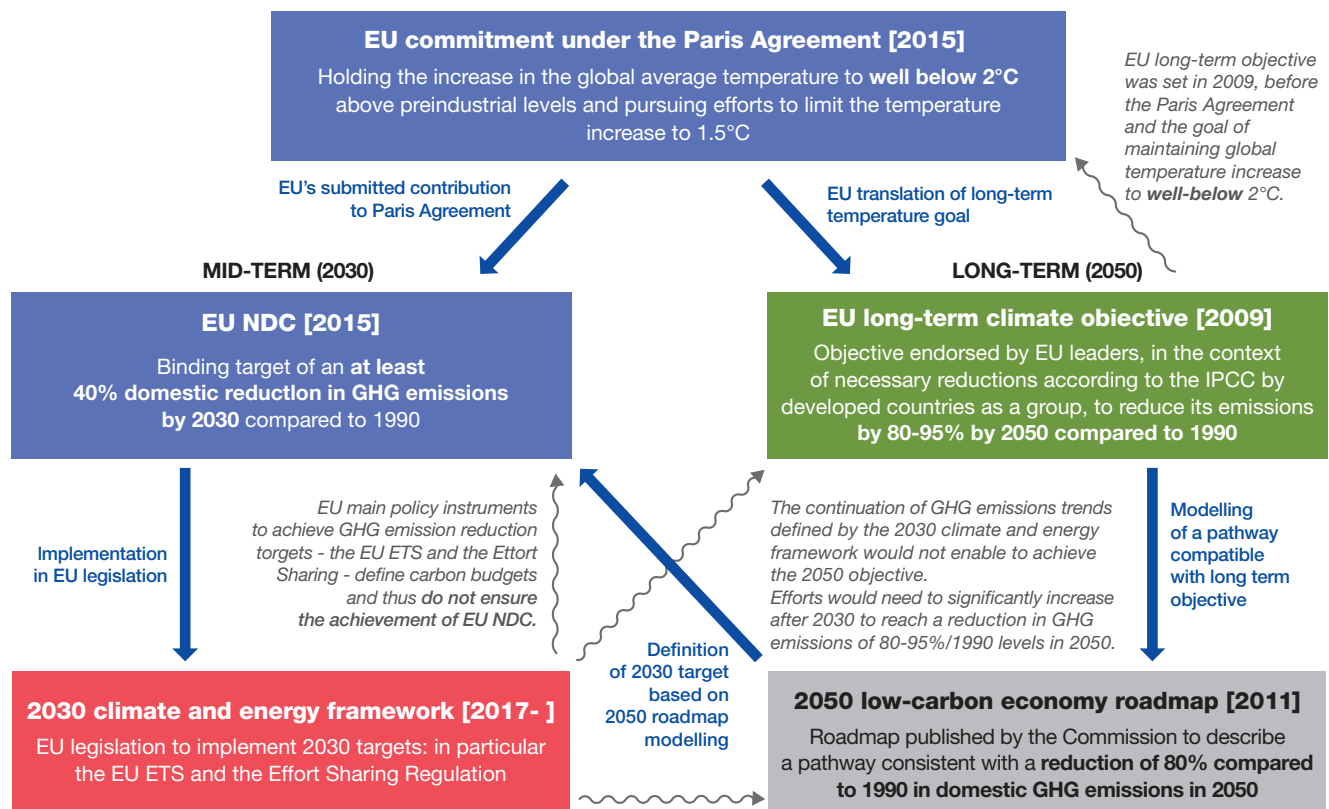 EU commitment under the Paris Agreement [2015]
Holding the increase in the global average temperature to well below 2°C
above preindustrial levels and pursuing efforts to limit the temperature
increase to 1.5°C
EU long-term objective
was set in 2009, before
the Paris Agreement
and the goal of
maintaining global
temperature increase
to well-below 2°C.
EU's submitted contribution
to Paris Agreement
EU translation of long-term
temperature goal
MID-TERM (2030)
LONG-TERM (2050)
EU NDC [2015]
Binding target of an at least
40% domestic reductIon in GHG emissions
by 2030 compared to 1990
EU long-term climate obiective [2009]
Objective endorsed by EU leaders, in the context
of necessary reductions according to the IPCC by
developed countries as a group, to reduce its emissions
by 80-95% by 2050 compared to 1990
Implementation
in EU legislation
EU main policy instruments
to achieve GHG emission reduction
torgets - the EU ETS and the Ettort
Sharing - define carbon budgets
and thus do not ensure
the achievement of EU NDC.
The continuation of GHG emissions trends
defined by the 2030 climate and energy
framework would not enable to achieve
the 2050 objective.
Efforts would need to significantly increase
after 2030 to reach a reduction in GHG
emissions of 80-95%/1990 levels in 2050.
Modelling
of a pathway
compatible
with long term
objective
Definition
of 2030 target
based on
2050 roadmap
modelling
2030 climate and energy framework [2017- ]
EU legislation to implement 2030 targets: in particular
the EU ETS and the Effort Sharing Regulation
2050 low-carbon economy roadmap [2011]
Roadmap published by the Commission to describe
a pathway consistent with a reduction of 80% compared
to 1990 in domestic GHG emissions in 2050